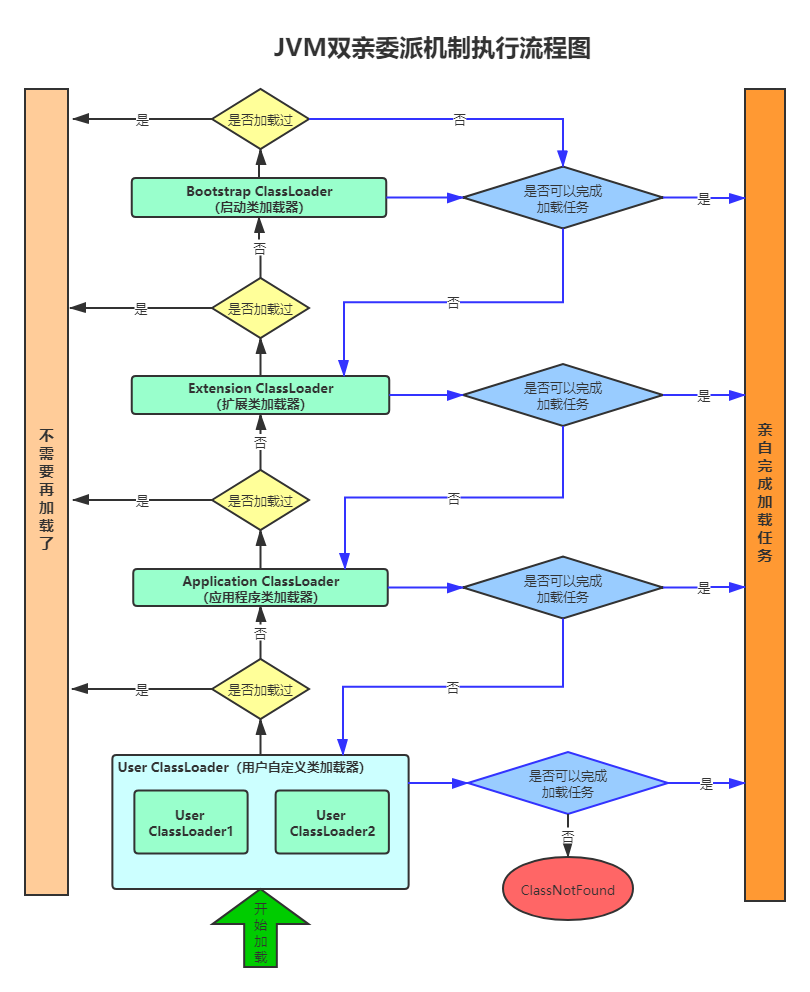 JVM双亲委派机制执行流程图
是
是否加载过
否
Bootstrap ClassLoader
（启动类加载器）
是否可以完成
加载任务
是
否
是
是否加载过
否
Extension ClassLoader
（扩展类加载器）
是否可以完成
加载任务
是
否
是
是否加载过
否
Application ClassLoader
（应用程序类加载器）
是否可以完成
加载任务
是
否
是
是否加载过
否
User ClassLoader（用户自定义类加载器）
User
ClassLoader1
User
ClassLoader2
是否可以完成
加载任务
是
否
ClassNotFound
开
始
加
载
不
需
要
再
加
载
了
亲
自
完
成
加
载
任
务